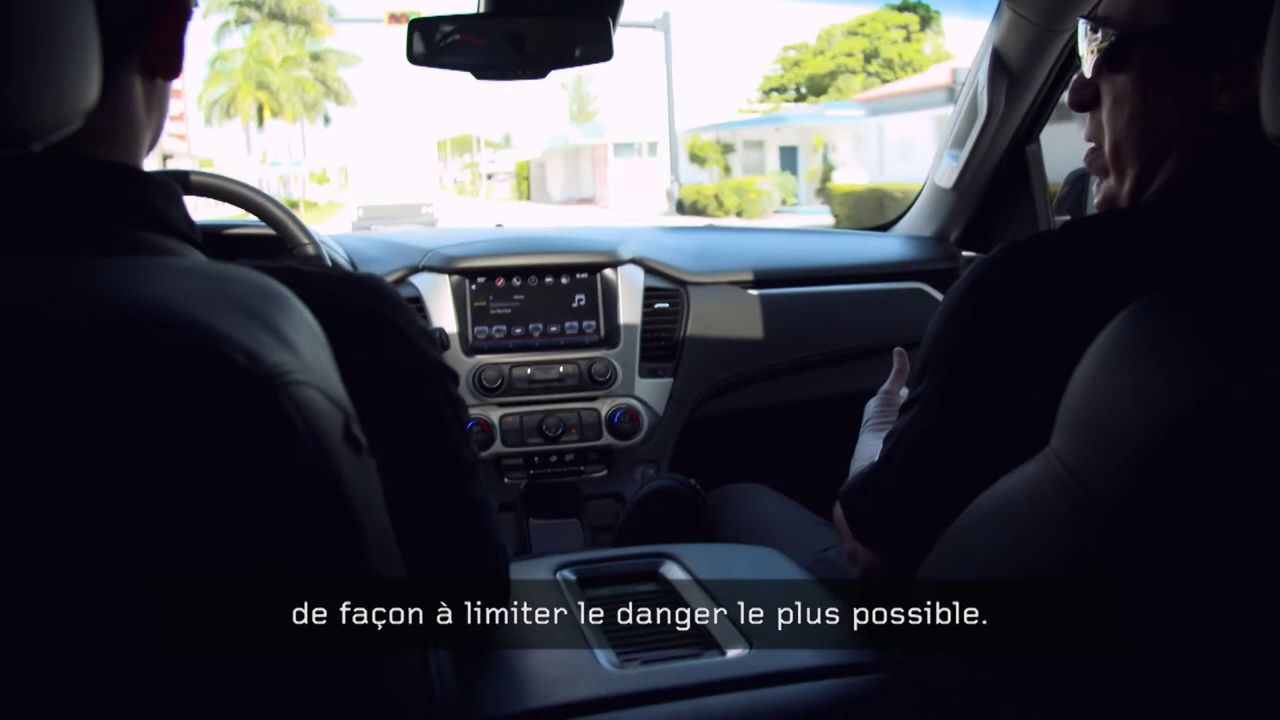 de façon à limiter le danger le plus possible.